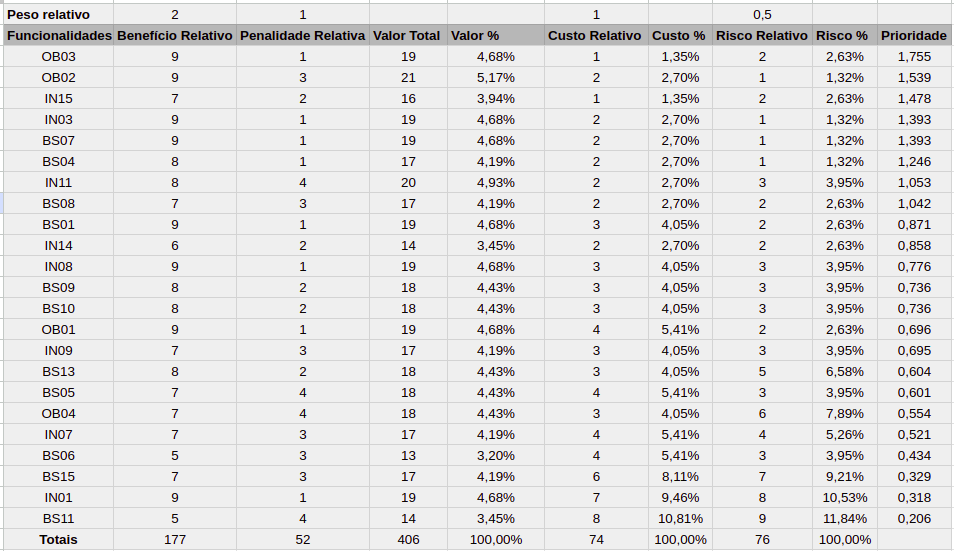 Peso relativo 2 1 1 0,5
Funcionalidades Benefício Relativo Penalidade Relativa Valor Total Valor % Custo Relativo Custo % Risco Relativo Risco % Prioridade
OB03 9 1 19 4,68% 1 1,35% 2 2,63% 1,755
OB02 9 3 21 5,17% 2 2,70% 1 1,32% 1,539
IN15 7 2 16 3,94% 1 1,35% 2 2,63% 1,478
IN03 9 1 19 4,68% 2 2,70% 1 1,32% 1,393
BS07 9 1 19 4,68% 2 2,70% 1 1,32% 1,393
BS04 8 1 17 4,19% 2 2,70% 1 1,32% 1,246
IN11 8 4 20 4,93% 2 2,70% 3 3,95% 1,053
BS08 7 3 17 4,19% 2 2,70% 2 2,63% 1,042
BS01 9 1 19 4,68% 3 4,05% 2 2,63% 0,871
IN14 6 2 14 3,45% 2 2,70% 2 2,63% 0,858
IN08 9 1 19 4,68% 3 4,05% 3 3,95% 0,776
BS09 8 2 18 4,43% 3 4,05% 3 3,95% 0,736
BS10 8 2 18 4,43% 3 4,05% 3 3,95% 0,736
OB01 9 1 19 4,68% 4 5,41% 2 2,63% 0,696
IN09 7 3 17 4,19% 3 4,05% 3 3,95% 0,695
BS13 8 2 18 4,43% 3 4,05% 5 6,58% 0,604
BS05 7 4 18 4,43% 4 5,41% 3 3,95% 0,601
OB04 7 4 18 4,43% 3 4,05% 6 7,89% 0,554
IN07 7 3 17 4,19% 4 5,41% 4 5,26% 0,521
BS06 5 3 13 3,20% 4 5,41% 3 3,95% 0,434
BS15 7 3 17 4,19% 6 8,11% 7 9,21% 0,329
IN01 9 1 19 4,68% 7 9,46% 8 10,53% 0,318
BS11 5 4 14 3,45% 8 10,81% 9 11,84% 0,206
Totais 177 52 406 100,00% 74 100,00% 76 100,00%